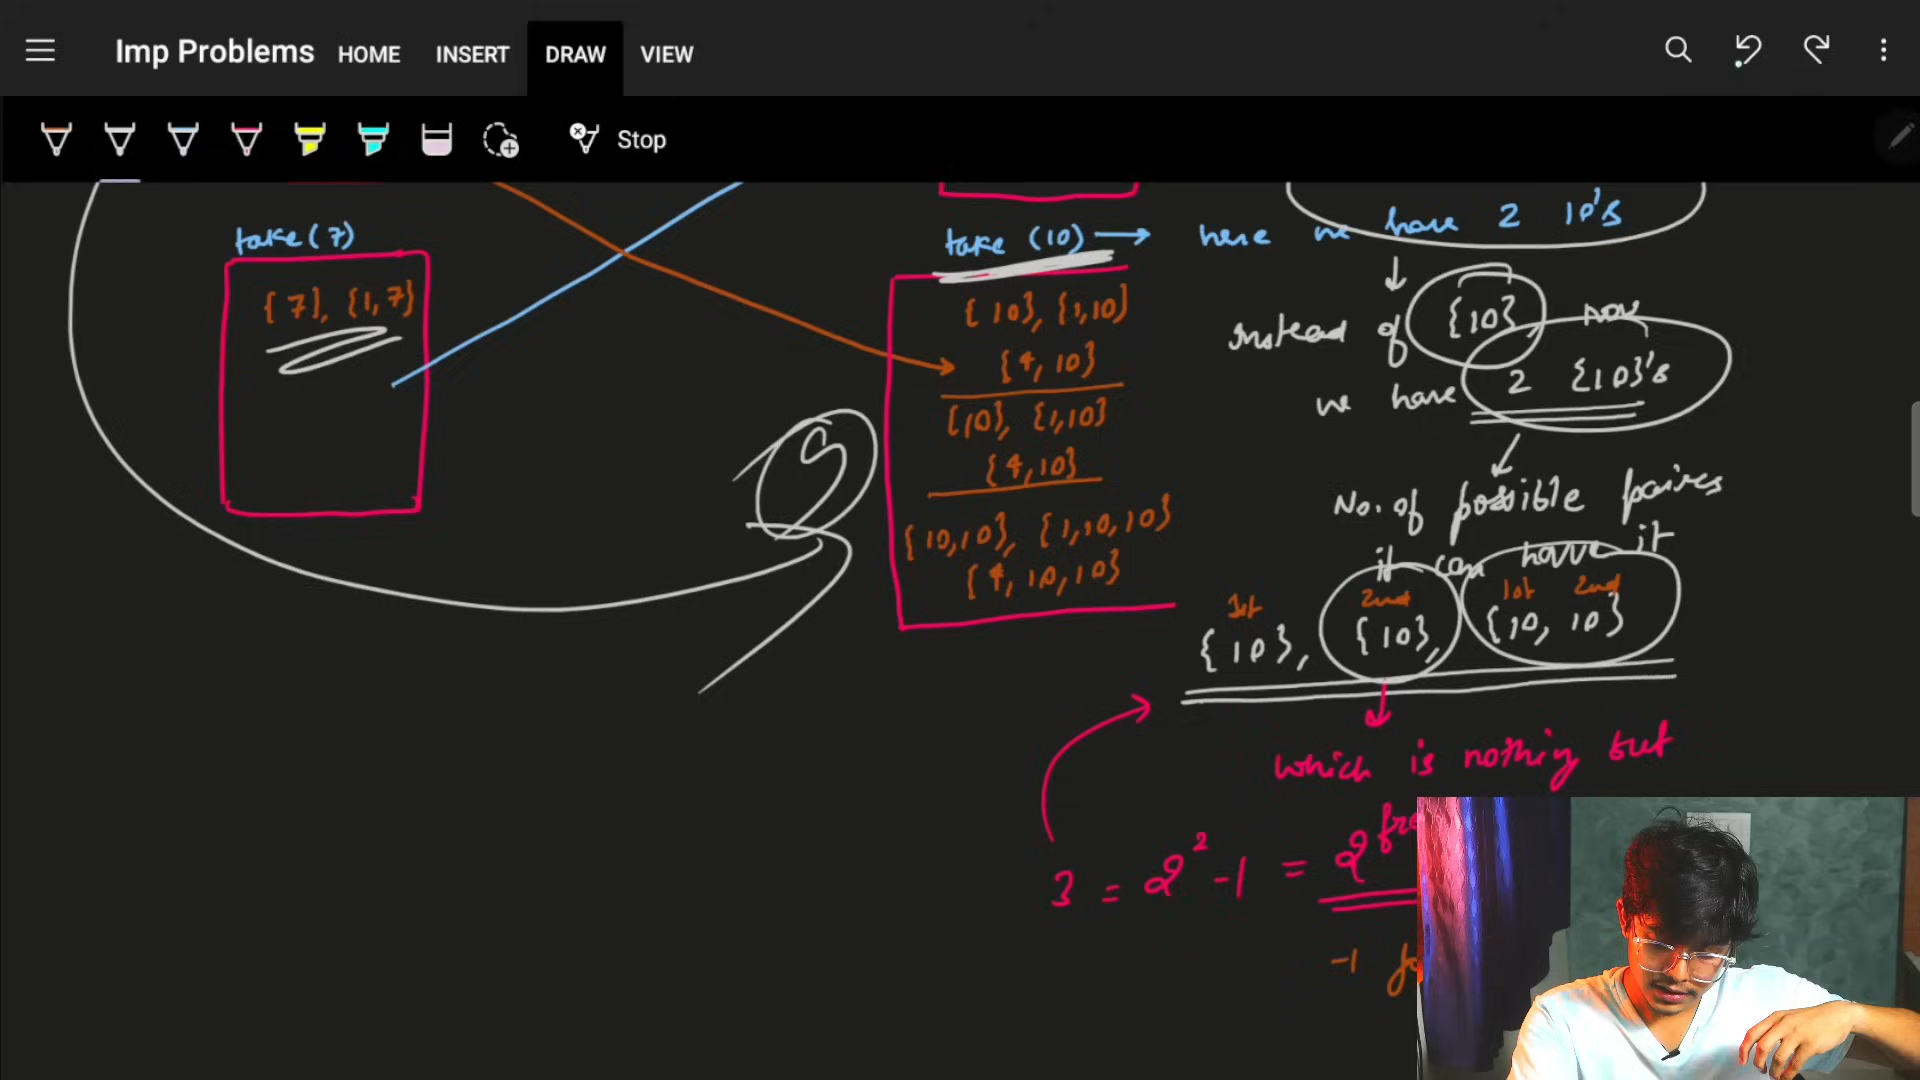 Imp Problems HOME INSERT DRAW VIEW
Stop
take(7)
{7}, {1,7}
take (10) → here we have 2 10's
{10}, {1,10}
{4, 10}
{10}, {1,10}
{4,10}
{10,10}, {1,10,10}
{4, 10, 10}
Instead of {10}, now
we have 2 {10}'s
No. of possible paires
it can have it
1st 2nd 1st 2nd
{10}, {10}, {10, 10}
which is nothing but
3 = 2² - 1 = 2
-1